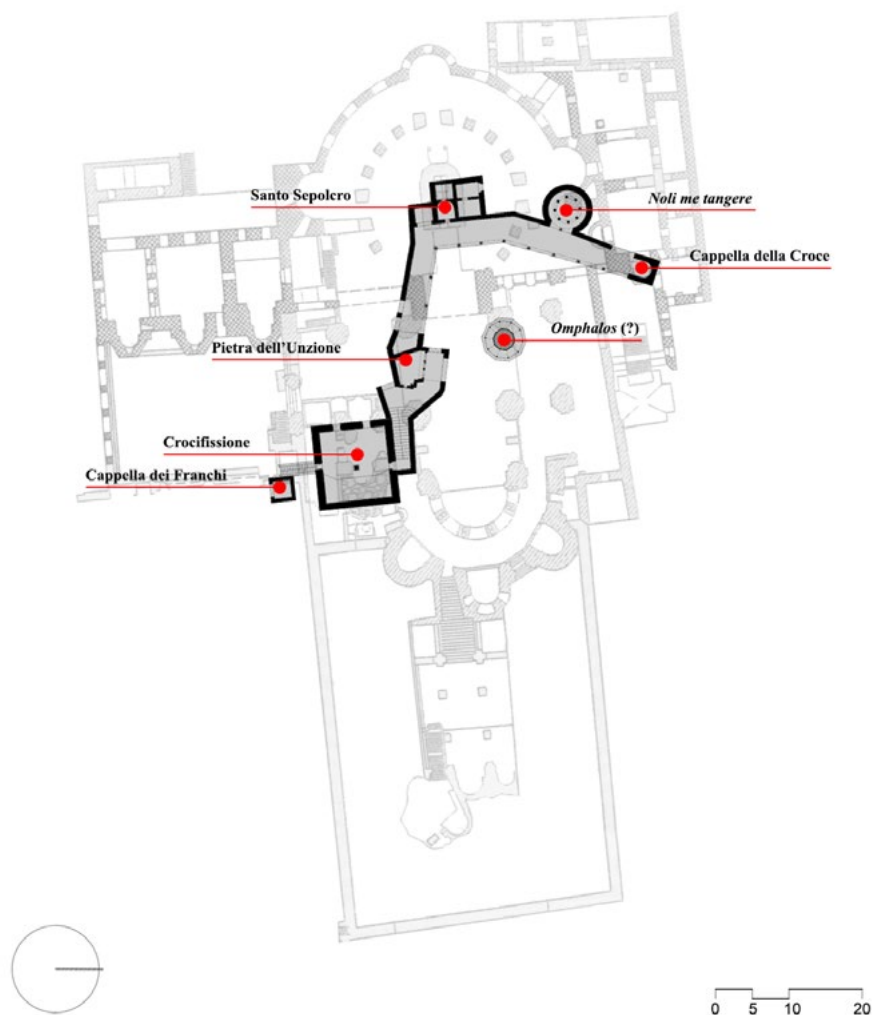 Santo Sepolcro
Noli me tangere
Cappella della Croce
Omphalos (?)
Pietra dell’Unzione
Crocifissione
Cappella dei Franchi
0 5 10 20